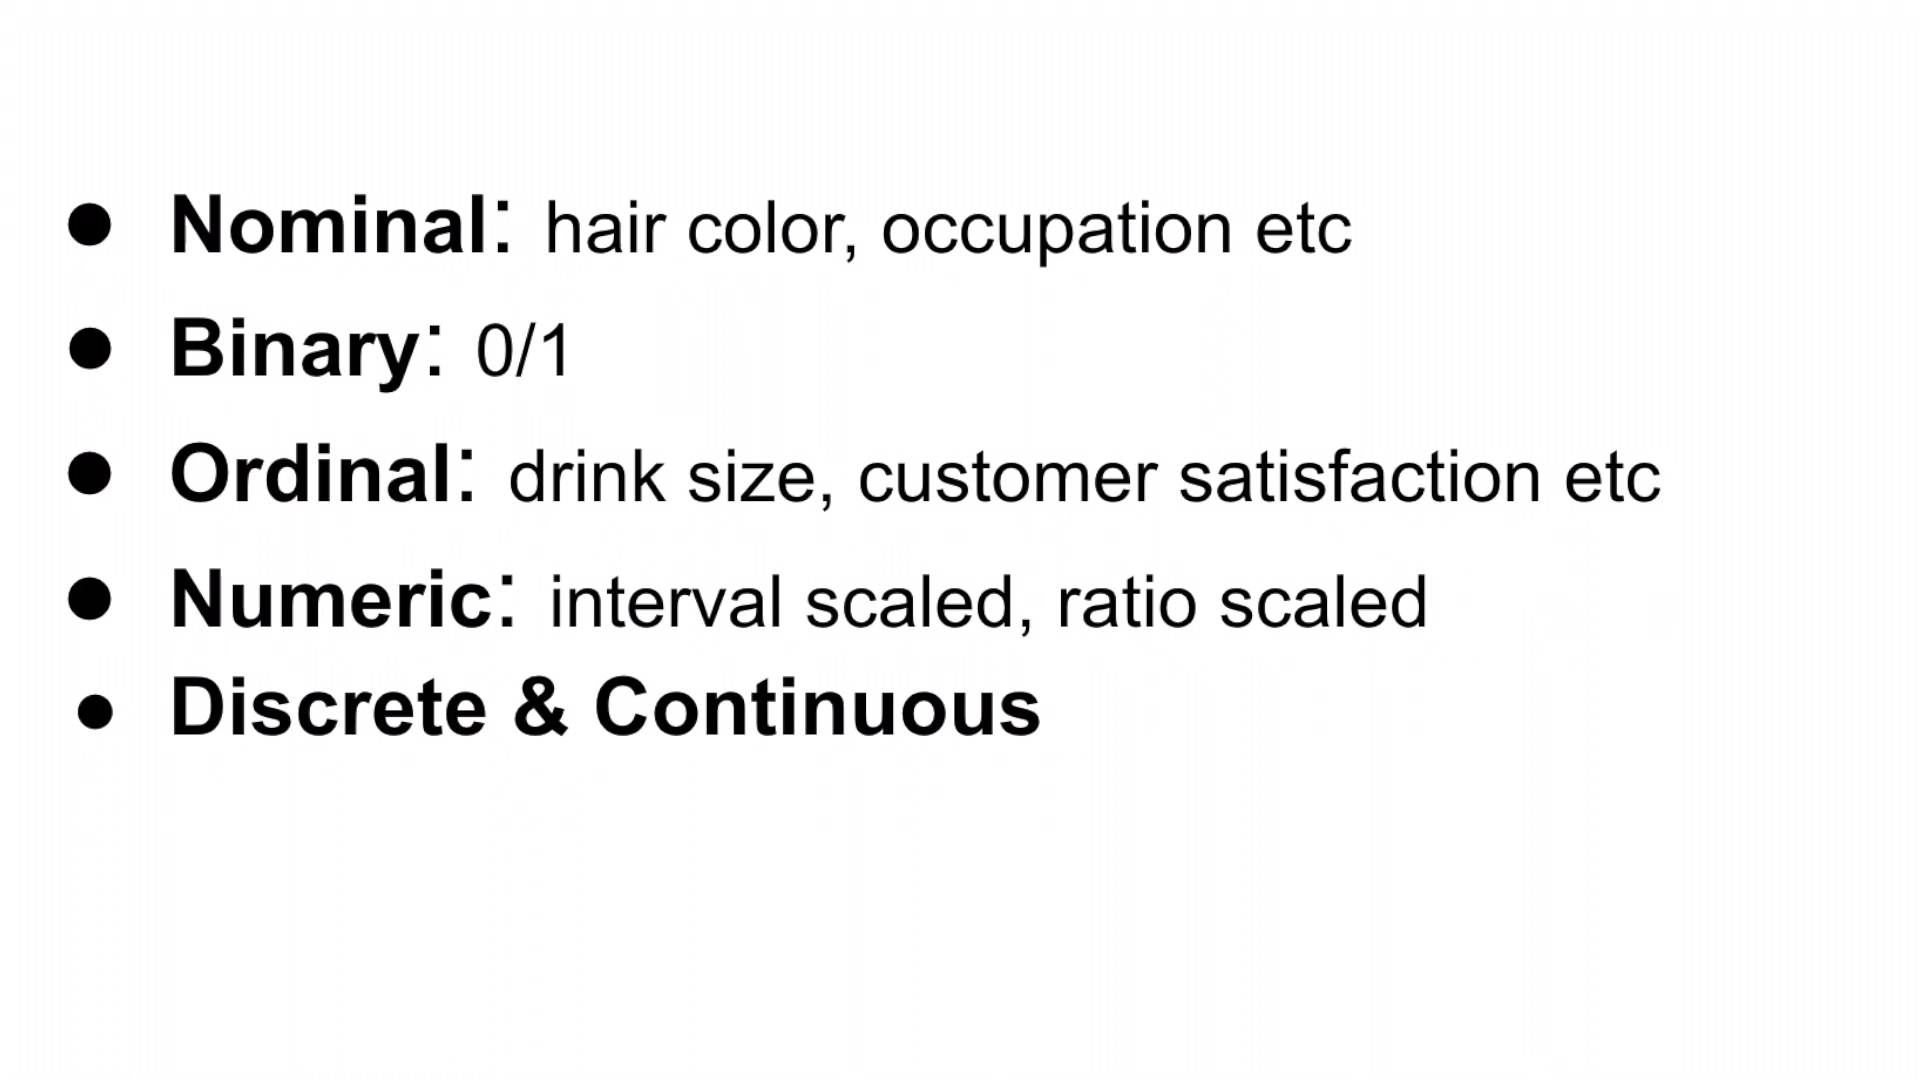 ● Nominal: hair color, occupation etc
● Binary: 0/1
● Ordinal: drink size, customer satisfaction etc
● Numeric: interval scaled, ratio scaled
● Discrete & Continuous